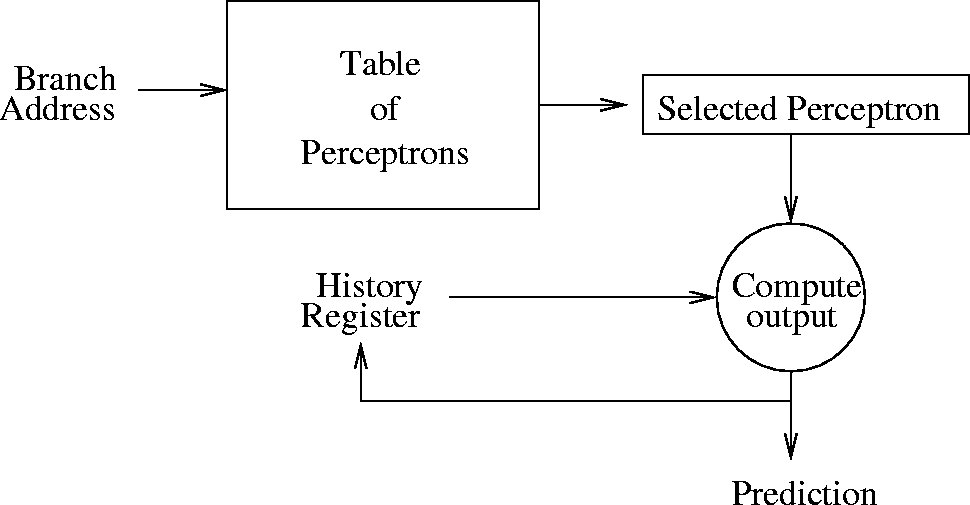 Branch
Address
Table
of
Perceptrons
Selected Perceptron
History
Register
Compute
output
Prediction